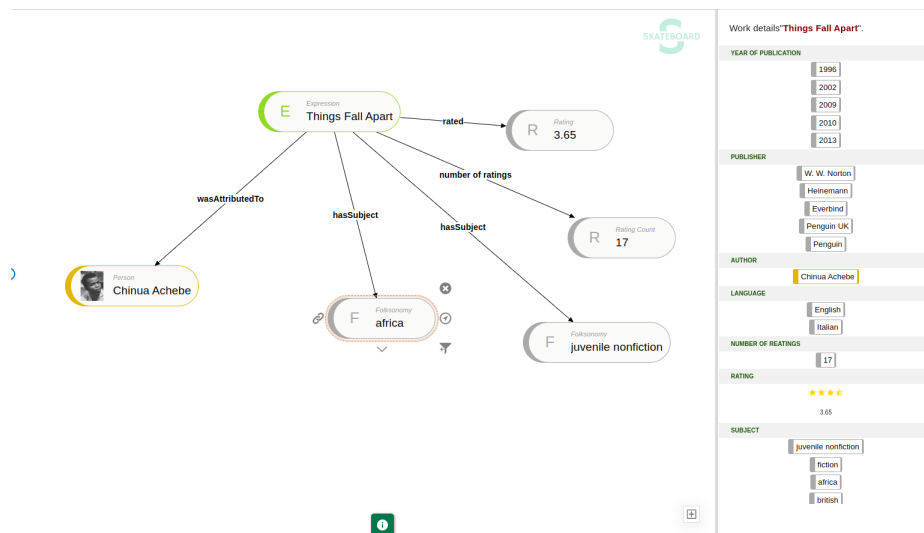 SKATEBOARD
E
Expression
Things Fall Apart
rated
R
Rating
3.65
number of ratings
wasAttributedTo
hasSubject
hasSubject
R
Rating Count
17
Person
Chinua Achebe
F
Folksonomy
africa
F
Folksonomy
juvenile nonfiction
Work details"Things Fall Apart".
YEAR OF PUBLICATION
1996
2002
2009
2010
2013
PUBLISHER
W. W. Norton
Heinemann
Everbind
Penguin UK
Penguin
AUTHOR
Chinua Achebe
LANGUAGE
English
Italian
NUMBER OF REATINGS
17
RATING
3.65
SUBJECT
juvenile nonfiction
fiction
africa
british